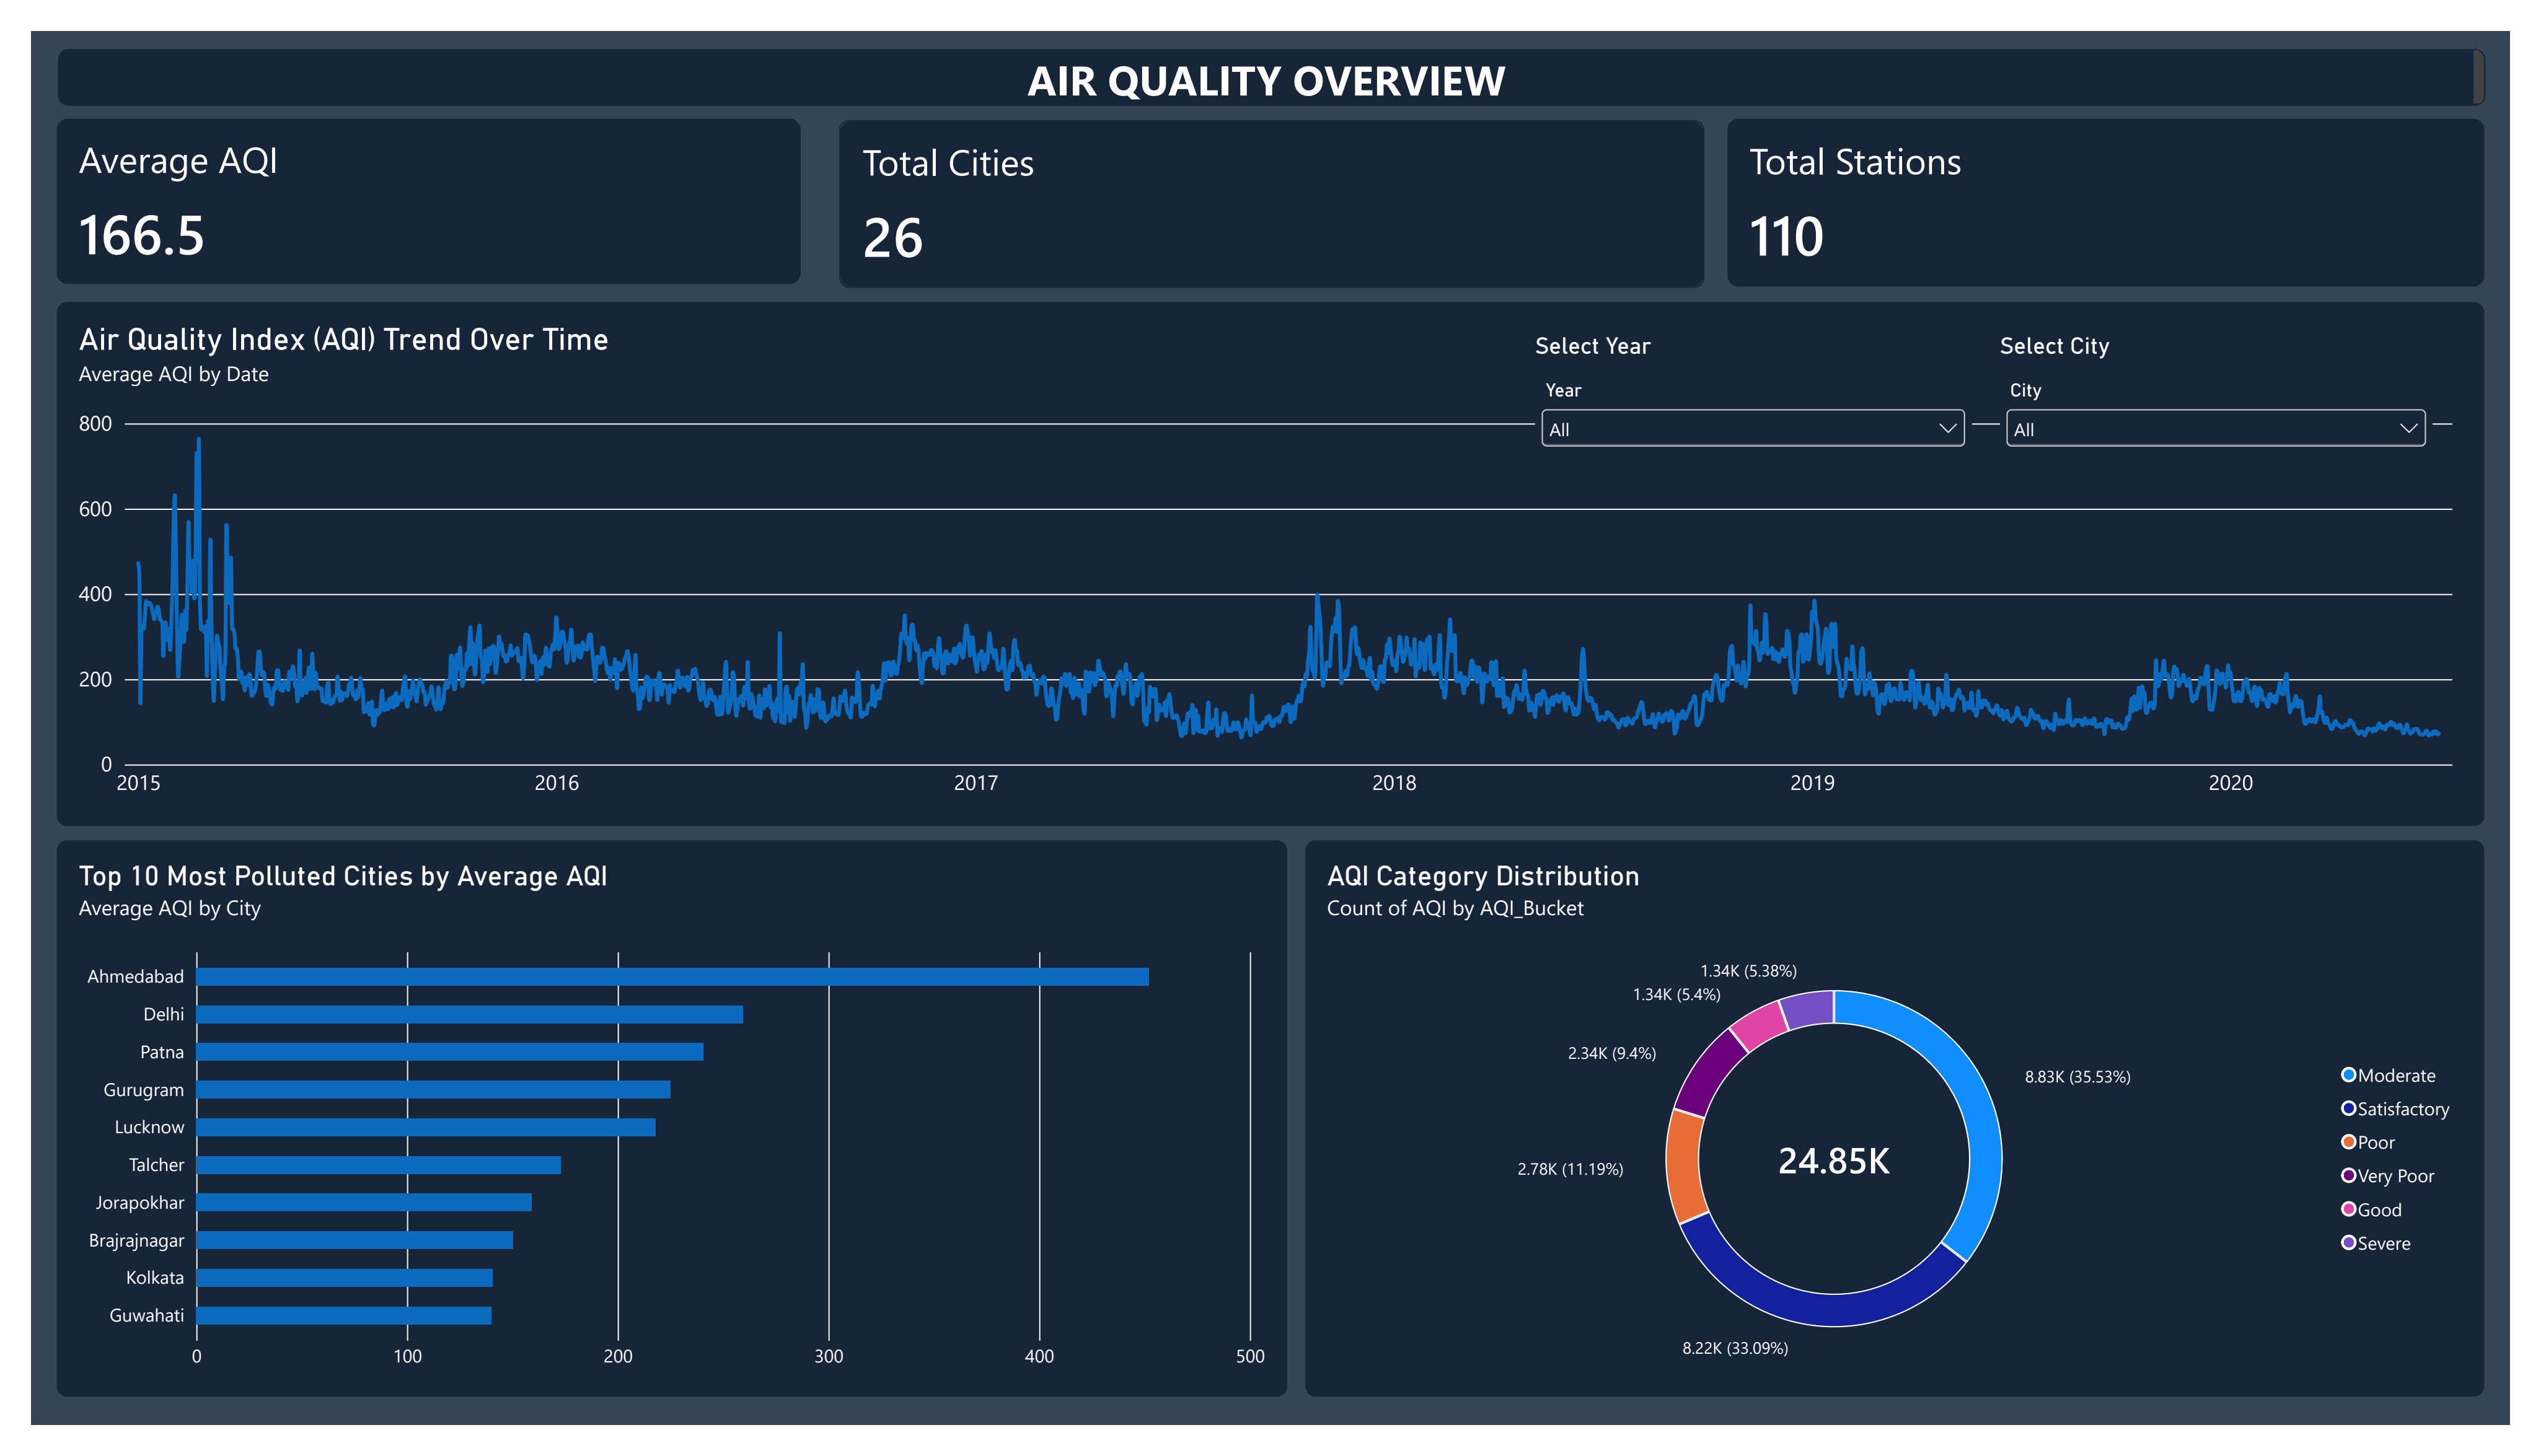 AIR QUALITY OVERVIEW
Average AQI
166.5
Total Cities
26
Total Stations
110
Air Quality Index (AQI) Trend Over Time
Average AQI by Date
Select Year
Year
All
Select City
City
All
800
600
400
200
0
2015
2016
2017
2018
2019
2020
Top 10 Most Polluted Cities by Average AQI
Average AQI by City
Ahmedabad
Delhi
Patna
Gurugram
Lucknow
Talcher
Jorapokhar
Brajrajnagar
Kolkata
Guwahati
0
100
200
300
400
500
AQI Category Distribution
Count of AQI by AQI_Bucket
1.34K (5.38%)
1.34K (5.4%)
2.34K (9.4%)
8.83K (35.53%)
2.78K (11.19%)
24.85K
8.22K (33.09%)
Moderate
Satisfactory
Poor
Very Poor
Good
Severe